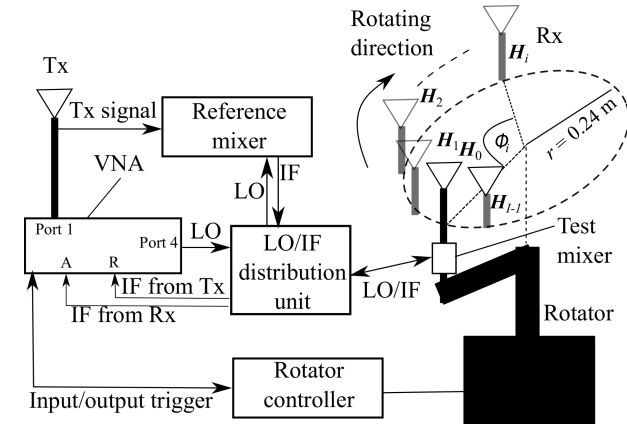 Rotating
direction
Rx
H_i
Tx
Tx signal
Reference
mixer
H_2
r = 0.24 m
Φ_i
H_1 H_0
VNA
LO
IF
H_{I-1}
Port 1
Port 4
LO
A
R
LO/IF
distribution
unit
Test
mixer
LO/IF
IF from Tx
IF from Rx
Rotator
Input/output trigger
Rotator
controller